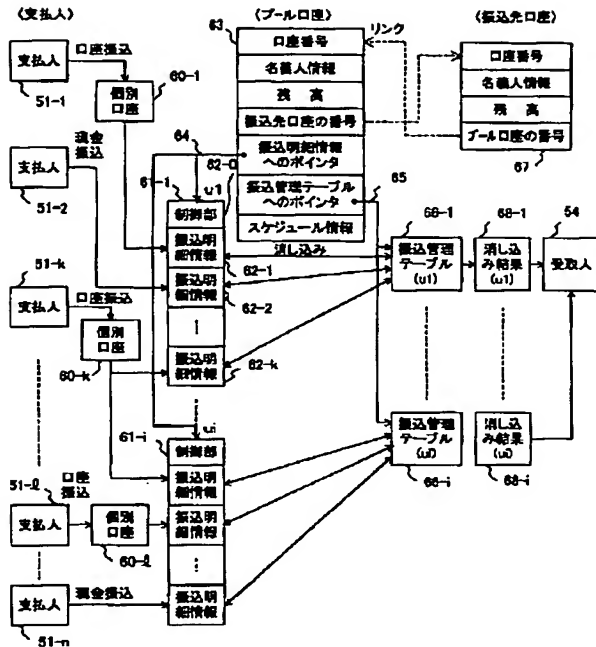 〈支払人〉
〈プール口座〉
〈振込先口座〉
63
リンク
口座番号
名義人情報
残 高
振込先口座の番号
振込明細情報
へのポインタ
振込管理テーブル
へのポインタ
スケジュール情報
口座番号
名義人情報
残 高
プール口座の番号
67
支払人
51-1
口座振込
個別
口座
60-1
現金
振込
支払人
51-2
64
62-0
61-1
u1
制御部
振込明
細情報
62-1
振込明
細情報
62-2
振込明
細情報
62-k
消し込み
65
66-1
振込管理
テーブル
(u1)
68-1
消し込
み結果
(u1)
54
受取人
51-k
支払人
口座振込
個別
口座
60-k
ui
61-i
制御部
振込明
細情報
振込明
細情報
振込明
細情報
振込管理
テーブル
(ui)
66-i
消し込
み結果
(ui)
68-i
51-ℓ
口座
振込
支払人
個別
口座
60-ℓ
支払人
現金振込
51-n